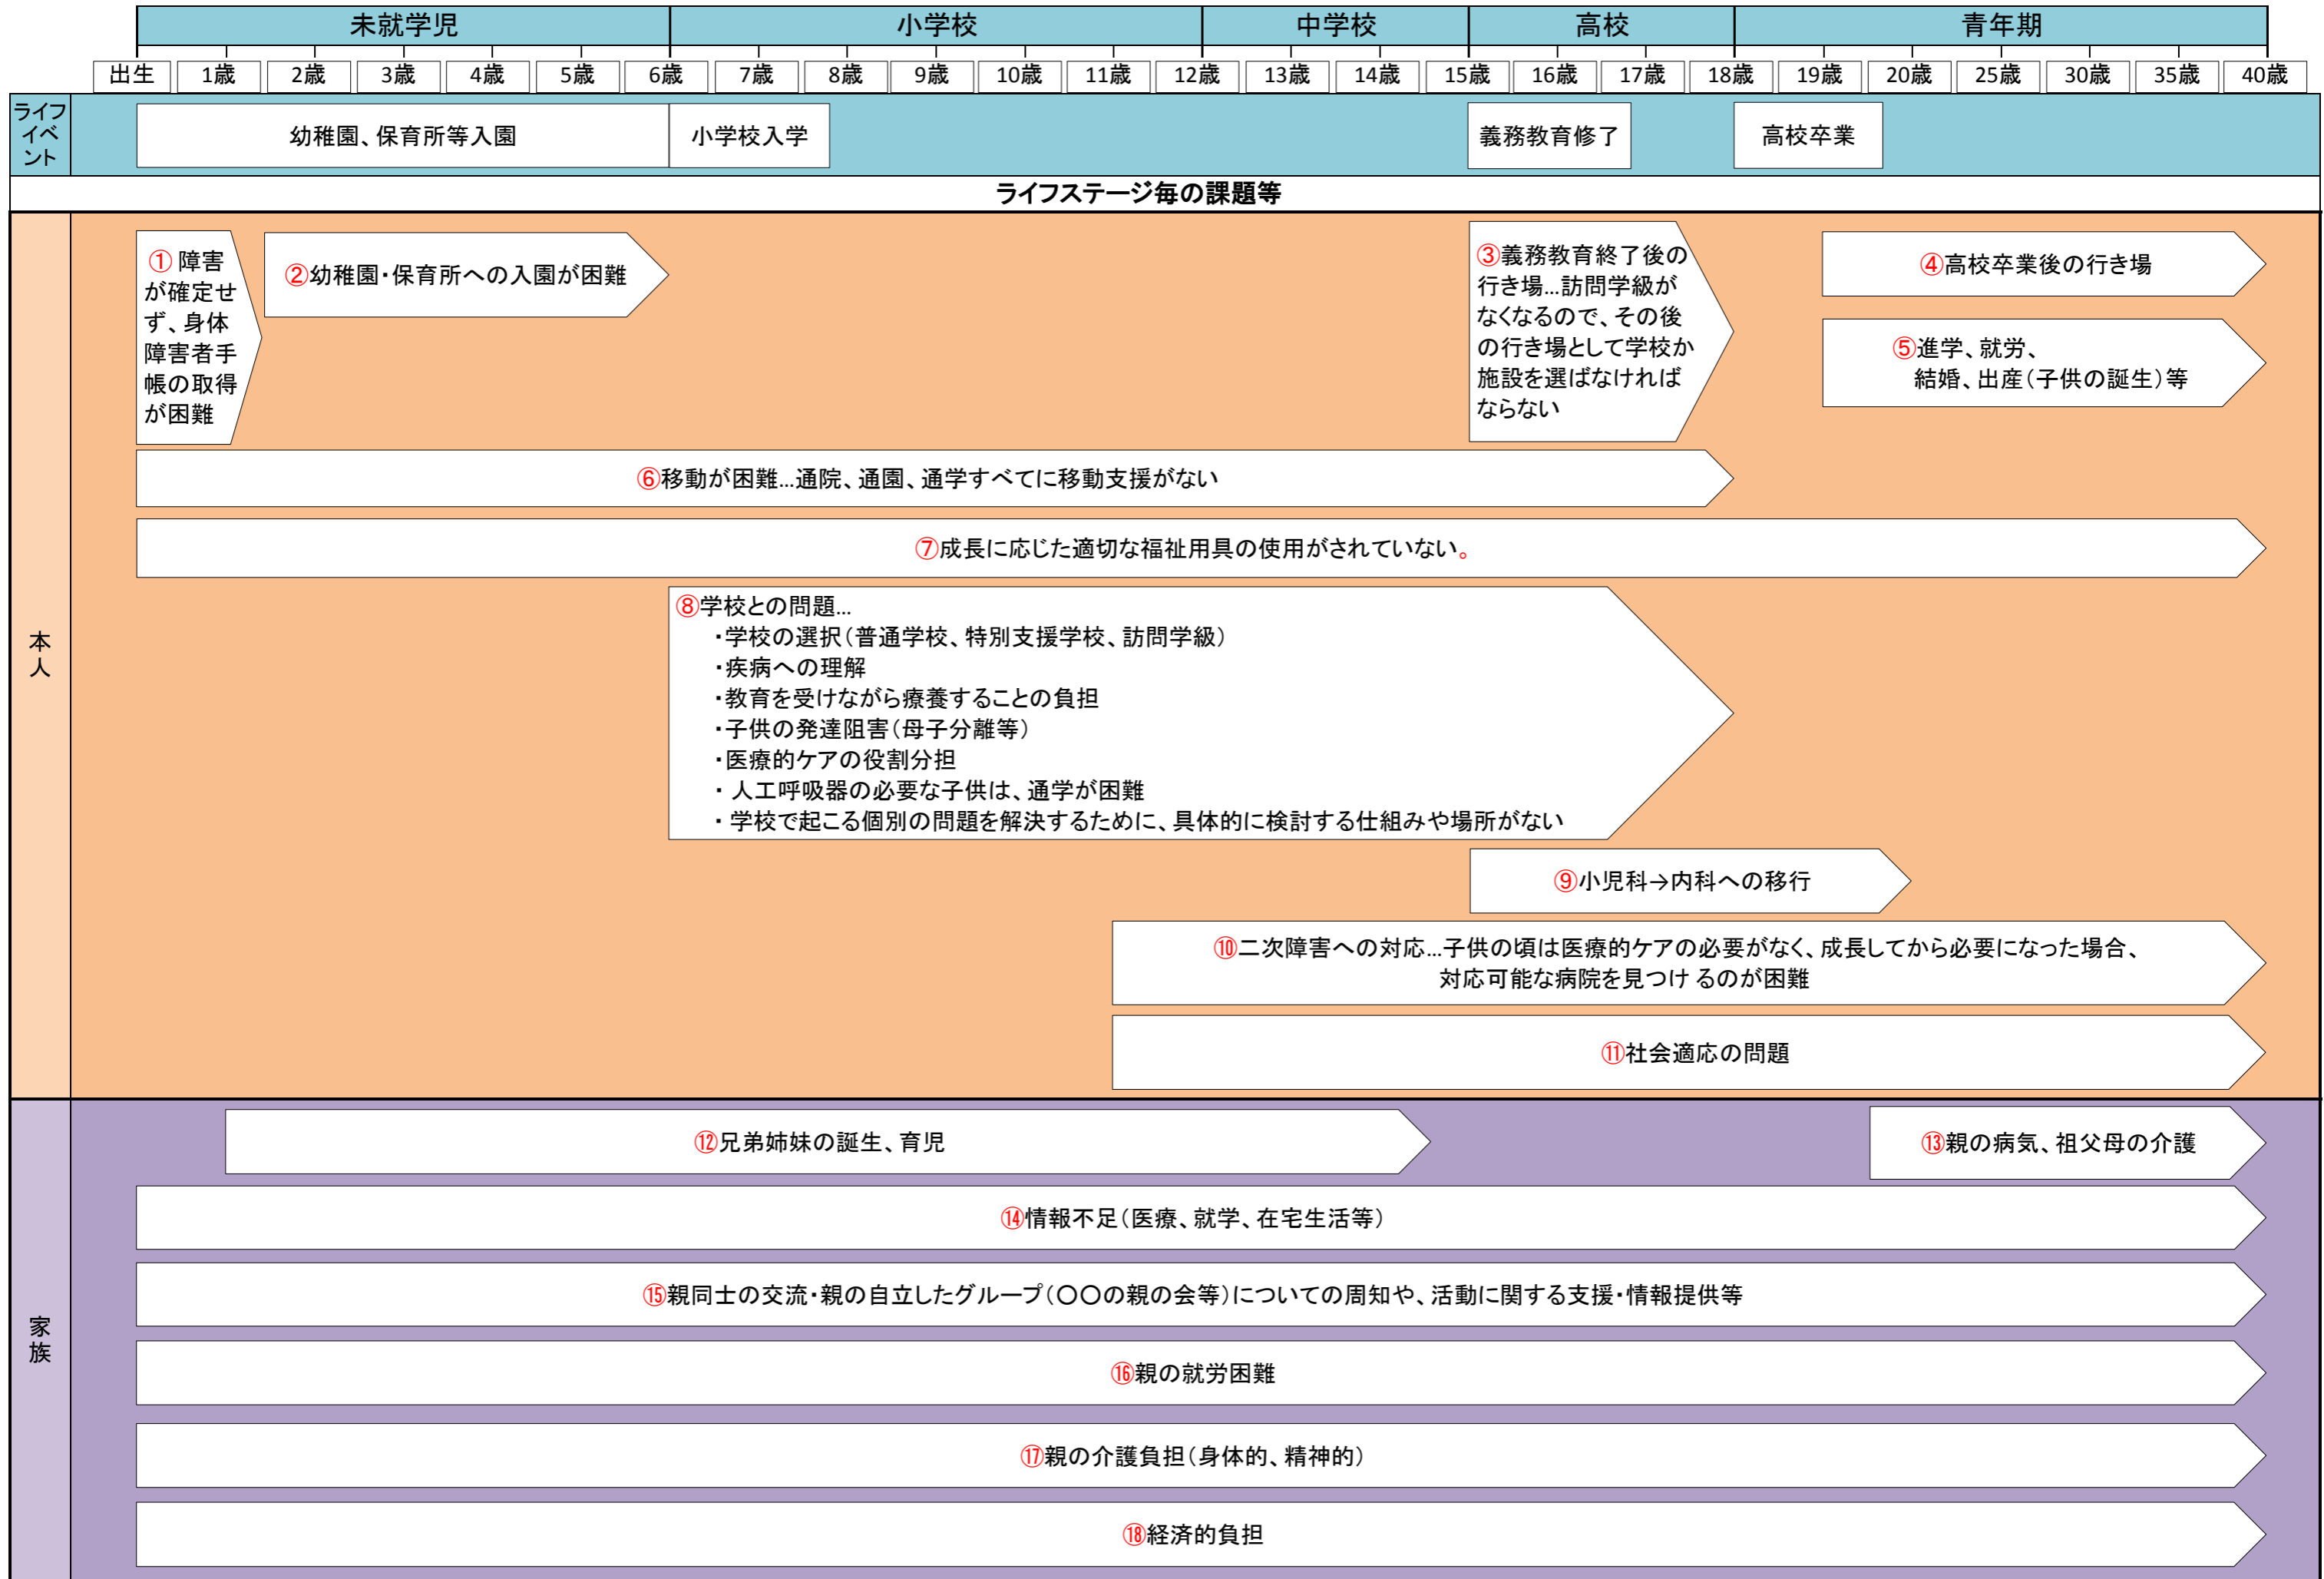 未就学児
小学校
中学校
高校
青年期
出生
1歳
2歳
3歳
4歳
5歳
6歳
7歳
8歳
9歳
10歳
11歳
12歳
13歳
14歳
15歳
16歳
17歳
18歳
19歳
20歳
25歳
30歳
35歳
40歳
ライフ
イベ
ント
幼稚園、保育所等入園
小学校入学
義務教育修了
高校卒業
ライフステージ毎の課題等
本
人
①障害
が確定せ
ず、身体
障害者手
帳の取得
が困難
②幼稚園・保育所への入園が困難
③義務教育終了後の
行き場…訪問学級が
なくなるので、その後
の行き場として学校か
施設を選ばなければ
ならない
④高校卒業後の行き場
⑤進学、就労、
結婚、出産（子供の誕生）等
⑥移動が困難…通院、通園、通学すべてに移動支援がない
⑦成長に応じた適切な福祉用具の使用がされていない。
⑧学校との問題…
・学校の選択（普通学校、特別支援学校、訪問学級）
・疾病への理解
・教育を受けながら療養することの負担
・子供の発達阻害（母子分離等）
・医療的ケアの役割分担
・ 人工呼吸器の必要な子供は、通学が困難
・ 学校で起こる個別の問題を解決するために、具体的に検討する仕組みや場所がない
⑨小児科→内科への移行
⑩二次障害への対応…子供の頃は医療的ケアの必要がなく、成長してから必要になった場合、
対応可能な病院を見つけるのが困難
⑪社会適応の問題
家
族
⑫兄弟姉妹の誕生、育児
⑬親の病気、祖父母の介護
⑭情報不足（医療、就学、在宅生活等）
⑮親同士の交流・親の自立したグループ（〇〇の親の会等）についての周知や、活動に関する支援・情報提供等
⑯親の就労困難
⑰親の介護負担（身体的、精神的）
⑱経済的負担